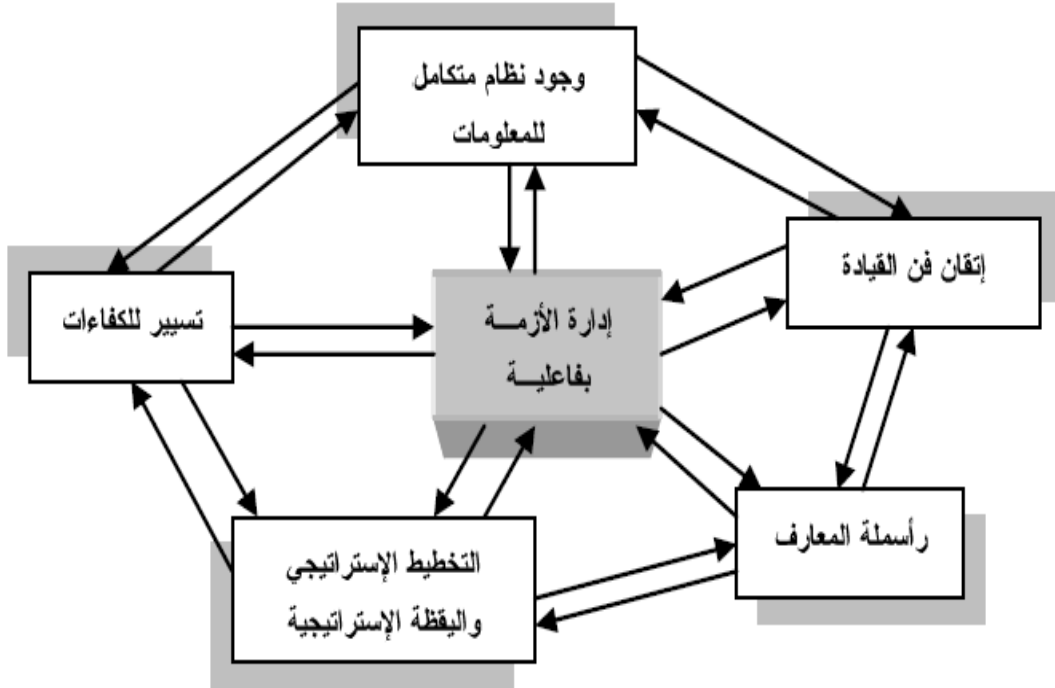 وجود نظام متكامل
للمعلومات
إتقان فن القيادة
تسيير للكفاءات
إدارة الأزمـــة
بفاعليـــة
رأسملة المعارف
التخطيط الإستراتيجي
واليقظة الإستراتيجية